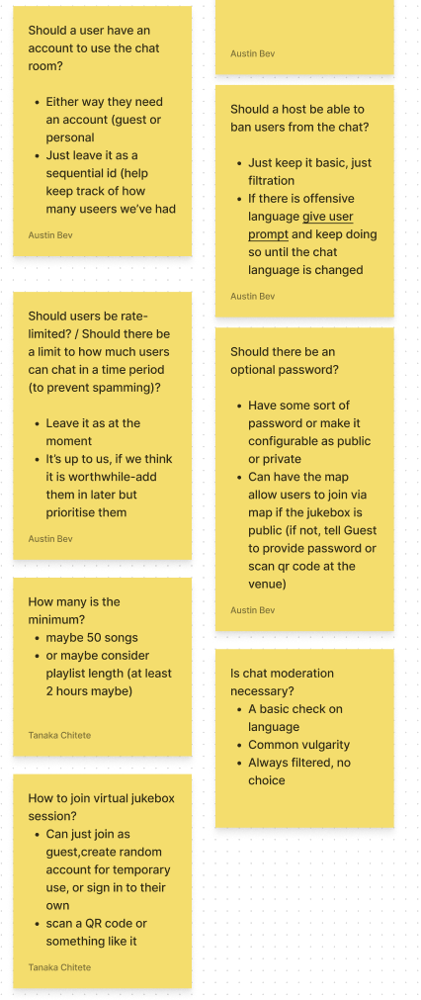 Should a user have an
account to use the chat
room?
• Either way they need
an account (guest or
personal
• Just leave it as a
sequential id (help
keep track of how
many useers we've had
Austin Bev
Should users be rate-
limited? / Should there be
a limit to how much users
can chat in a time period
(to prevent spamming)?
• Leave it as at the
moment
• It's up to us, if we think
it is worthwhile-add
them in later but
prioritise them
Austin Bev
How many is the
minimum?
• maybe 50 songs
• or maybe consider
playlist length (at least
2 hours maybe)
Tanaka Chitete
How to join virtual jukebox
session?
• Can just join as
guest,create random
account for temporary
use, or sign in to their
own
• scan a QR code or
something like it
Tanaka Chitete
Austin Bev
Should a host be able to
ban users from the chat?
• Just keep it basic, just
filtration
• If there is offensive
language give user
prompt and keep doing
so until the chat
language is changed
Austin Bev
Should there be an
optional password?
• Have some sort of
password or make it
configurable as public
or private
• Can have the map
allow users to join via
map if the jukebox is
public (if not, tell Guest
to provide password or
scan qr code at the
venue)
Austin Bev
Is chat moderation
necessary?
• A basic check on
language
• Common vulgarity
• Always filtered, no
choice